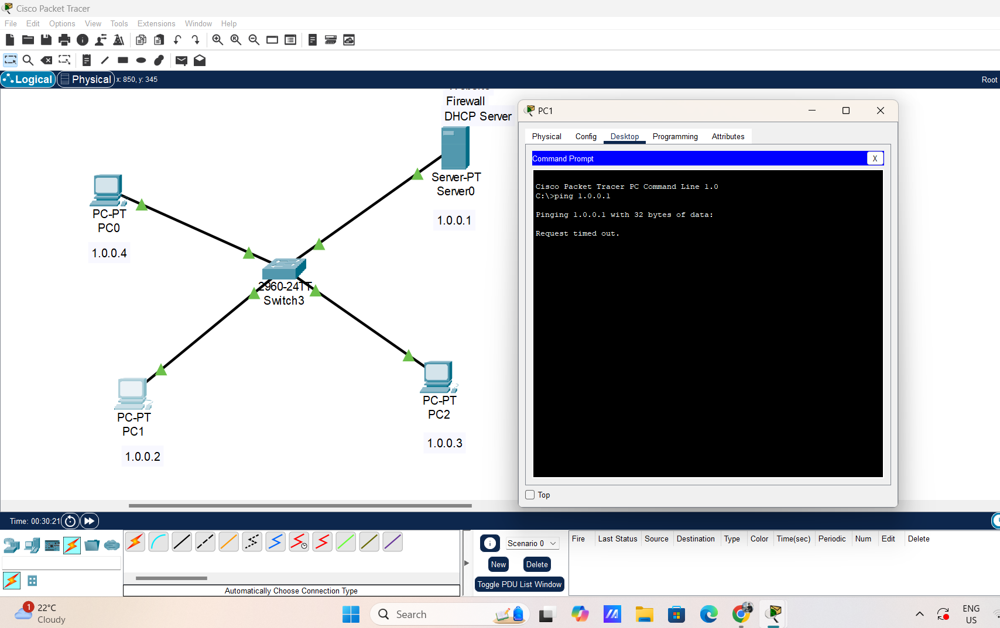 Cisco Packet Tracer
File Edit Options View Tools Extensions Window Help
Logical Physical x: 850, y: 345 Root
Firewall
DHCP Server
Server-PT
Server0
1.0.0.1
PC-PT
PC0
1.0.0.4
2960-24TT
Switch3
PC-PT
PC1
1.0.0.2
PC-PT
PC2
1.0.0.3
PC1
Physical Config Desktop Programming Attributes
Command Prompt X
Cisco Packet Tracer PC Command Line 1.0
C:\>ping 1.0.0.1
Pinging 1.0.0.1 with 32 bytes of data:
Request timed out.
Top
Time: 00:30:21
Scenario 0
New Delete
Toggle PDU List Window
Fire Last Status Source Destination Type Color Time(sec) Periodic Num Edit Delete
Automatically Choose Connection Type
1
22°C
Cloudy
Search
ENG
US